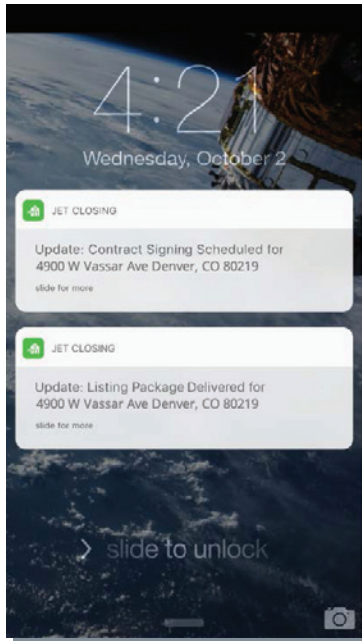 4:21
Wednesday, October 2
JET CLOSING
Update: Contract Signing Scheduled for
4900 W Vassar Ave Denver, CO 80219
slide for more
JET CLOSING
Update: Listing Package Delivered for
4900 W Vassar Ave Denver, CO 80219
slide for more
slide to unlock